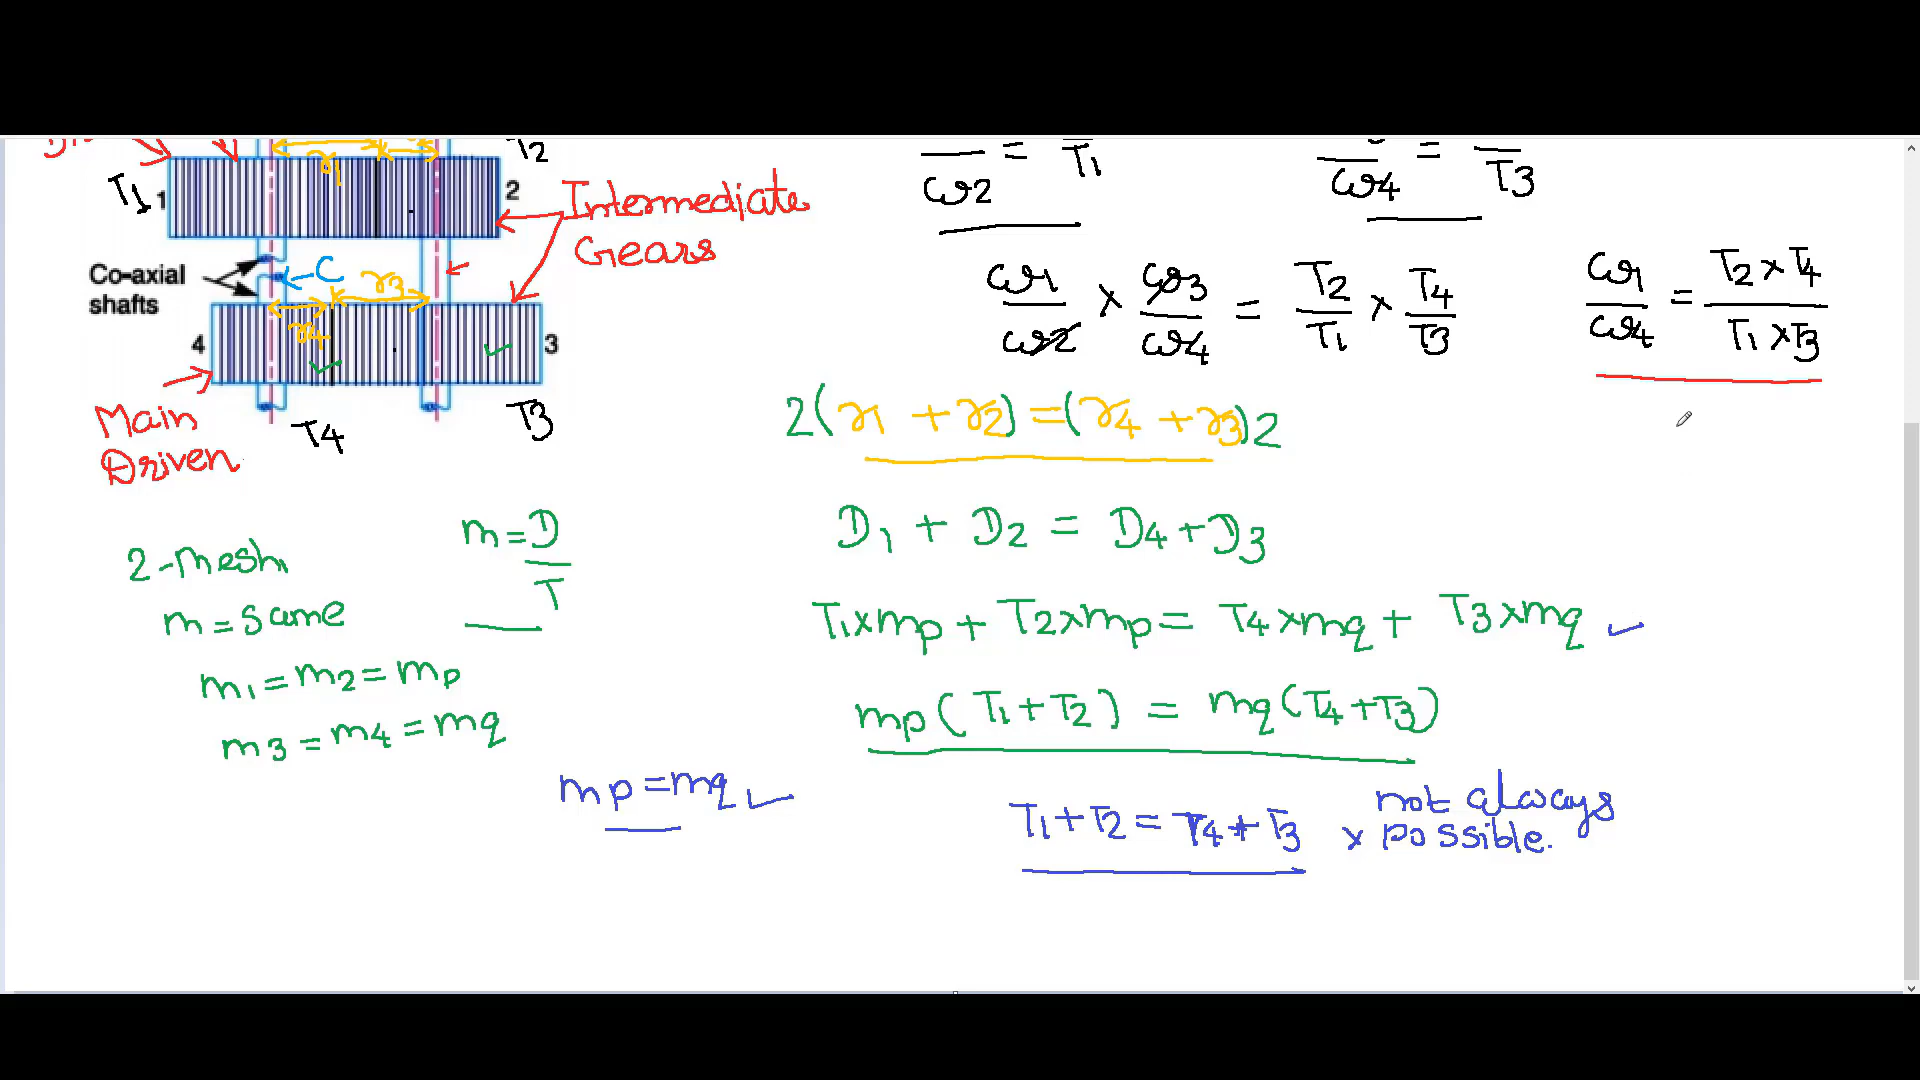 T1 1
T2
2
Intermediate
Gears
r1
Co-axial
shafts
C
r3
r4
4
3
Main
Driven
T4
T3
ω2 = T1
ω4 = T3
ω1/ω2 × ω3/ω4 = T2/T1 × T4/T3
ω1/ω4 = T2 × T4 / T1 × T3
2(r1 + r2) = (r4 + r3)2
D1 + D2 = D4 + D3
T1×mp + T2×mp = T4×mq + T3×mq ✓
mp(T1+T2) = mq(T4+T3)
T1+T2 = T4+T3 × not always
possible.
2-mesh
m = D/T
m = same
m1 = m2 = mp
m3 = m4 = mq
mp = mq ✓